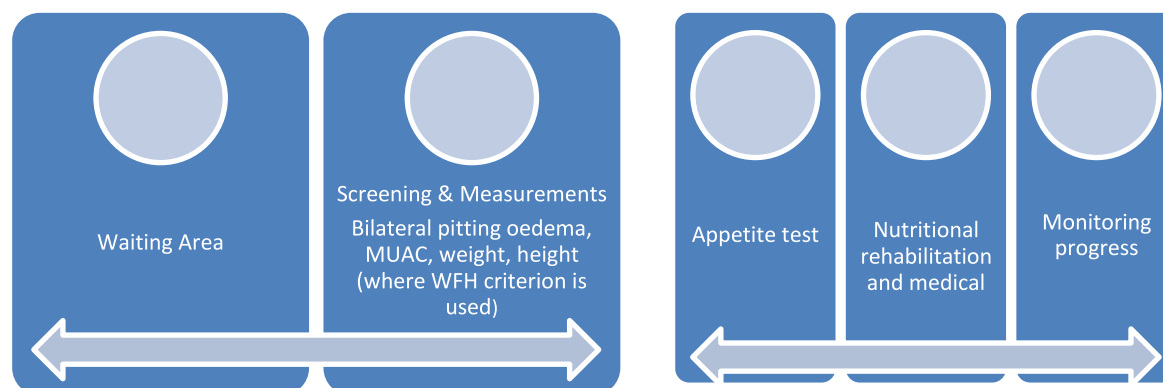 Waiting Area
Screening & Measurements
Bilateral pitting oedema,
MUAC, weight, height
(where WFH criterion is
used)
Appetite test
Nutritional
rehabilitation
and medical
Monitoring
progress